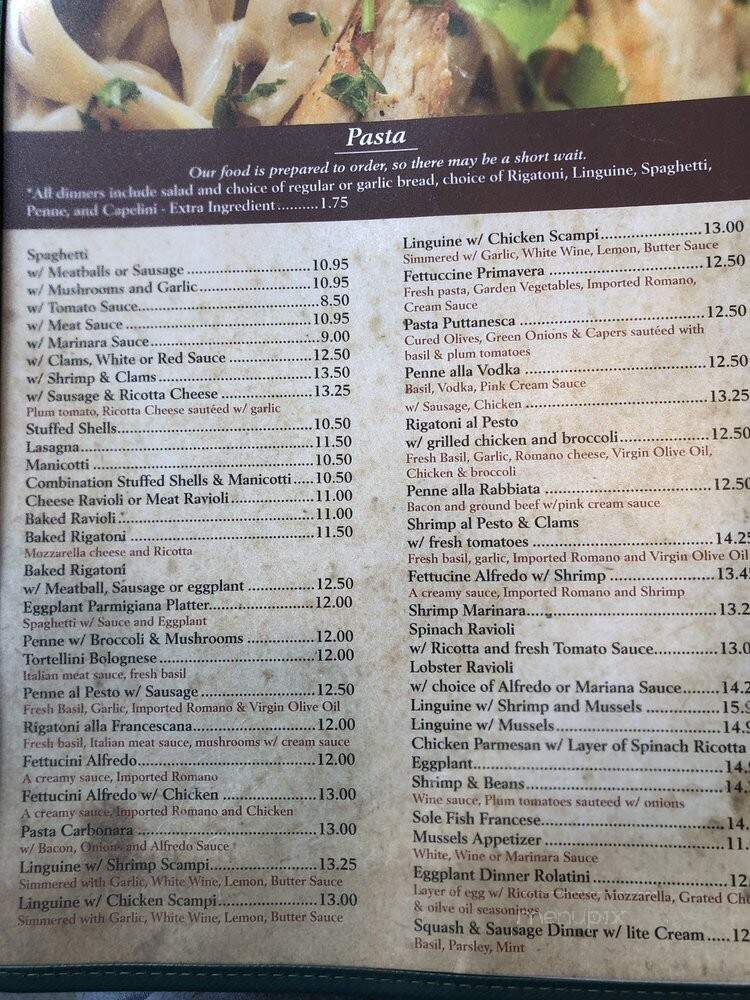 Pasta
Our food is prepared to order, so there may be a short wait.
*All dinners include salad and choice of regular or garlic bread, choice of Rigatoni, Linguine, Spaghetti,
Penne, and Capelini - Extra Ingredient..........1.75
Spaghetti
w/ Meatballs or Sausage ..............................10.95
w/ Mushrooms and Garlic...........................10.95
w/ Tomato Sauce............................................8.50
w/ Meat Sauce .............................................10.95
w/ Marinara Sauce.........................................9.00
w/ Clams, White or Red Sauce ....................12.50
w/ Shrimp & Clams.....................................13.50
w/ Sausage & Ricotta Cheese ......................13.25
Plum tomato, Ricotta Cheese sautéed w/ garlic
Stuffed Shells...............................................10.50
Lasagna........................................................11.50
Manicotti .....................................................10.50
Combination Stuffed Shells & Manicotti.....10.50
Cheese Ravioli or Meat Ravioli....................11.00
Baked Ravioli...............................................11.00
Baked Rigatoni ............................................11.50
Mozzarella cheese and Ricotta
Baked Rigatoni
w/ Meatball, Sausage or eggplant ................12.50
Eggplant Parmigiana Platter.........................12.00
Spaghetti w/ Sauce and Eggplant
Penne w/ Broccoli & Mushrooms ................12.00
Tortellini Bolognese .....................................12.00
Italian meat sauce, fresh basil
Penne al Pesto w/ Sausage ...........................12.50
Fresh Basil, Garlic, Imported Romano & Virgin Olive Oil
Rigatoni alla Francescana.............................12.00
Fresh basil, Italian meat sauce, mushrooms w/ cream sauce
Fettucini Alfredo..........................................12.00
A creamy sauce, Imported Romano
Fettucini Alfredo w/ Chicken ......................13.00
A creamy sauce, Imported Romano and Chicken
Pasta Carbonara ...........................................13.00
w/ Bacon, Onions and Alfredo Sauce
Linguine w/ Shrimp Scampi.........................13.25
Simmered with Garlic, White Wine, Lemon, Butter Sauce
Linguine w/ Chicken Scampi.......................13.00
Simmered with Garlic, White Wine, Lemon, Butter Sauce
Linguine w/ Chicken Scampi.......................13.00
Simmered w/ Garlic, White Wine, Lemon, Butter Sauce
Fettuccine Primavera ...................................12.50
Fresh pasta, Garden Vegetables, Imported Romano,
Cream Sauce
Pasta Puttanesca ..........................................12.50
Cured Olives, Green Onions & Capers sautéed with
basil & plum tomatoes
Penne alla Vodka .........................................12.50
Basil, Vodka, Pink Cream Sauce
w/ Sausage, Chicken .....................................13.25
Rigatoni al Pesto
w/ grilled chicken and broccoli.....................12.50
Fresh Basil, Garlic, Romano cheese, Virgin Olive Oil,
Chicken & broccoli
Penne alla Rabbiata .....................................12.50
Bacon and ground beef w/pink cream sauce
Shrimp al Pesto & Clams
w/ fresh tomatoes .........................................14.25
Fresh basil, garlic, Imported Romano and Virgin Olive Oil
Fettucine Alfredo w/ Shrimp .......................13.4
A creamy sauce, Imported Romano and Shrimp
Shrimp Marinara...........................................13.2
Spinach Ravioli
w/ Ricotta and fresh Tomato Sauce...............13.0
Lobster Ravioli
w/ choice of Alfredo or Mariana Sauce.........14.2
Linguine w/ Shrimp and Mussels .................15.9
Linguine w/ Mussels.....................................14.9
Chicken Parmesan w/ Layer of Spinach Ricotta
Eggplant........................................................14.
Shrimp & Beans............................................14.
Wine sauce, Plum tomatoes sauteed w/ onions
Sole Fish Francese.........................................14.
Mussels Appetizer .........................................11.
White, Wine or Marinara Sauce
Eggplant Dinner Rolatini..............................12.
Layer of egg w/ Ricotta Cheese, Mozzarella, Grated
& oilve oil seasonings
Squash & Sausage Dinner w/ lite Cream.....12
Basil, Parsley, Mint
menupix